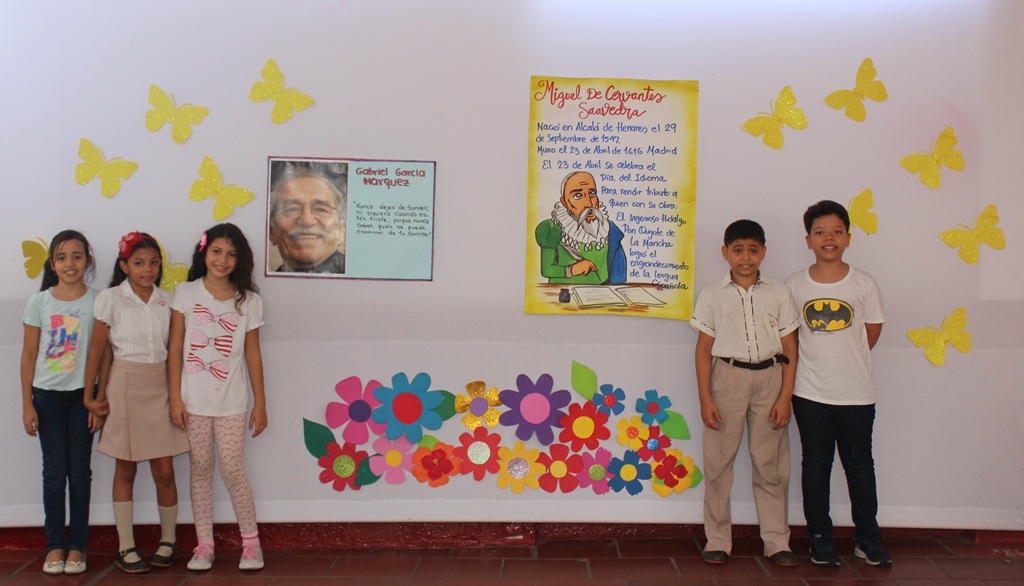 Gabriel García
Márquez
"Nunca dejes de Sonreír,
ni siquiera cuando es-
tés triste, porque nunca
sabes quién se puede
enamorar de tu Sonrisa."
Miguel De Cervantes
Saavedra
Nació en Alcalá de Henares el 29
de Septiembre de 1547.
Murio el 23 de Abril de 1616 Madrid
El 23 de Abril se celebra el
Día del Idioma
Para rendir tributo a
quien con su Obra:
El Ingenioso Hidalgo
Don Quijote de
La Mancha
logró el
engrandecimiento
de la lengua
Española